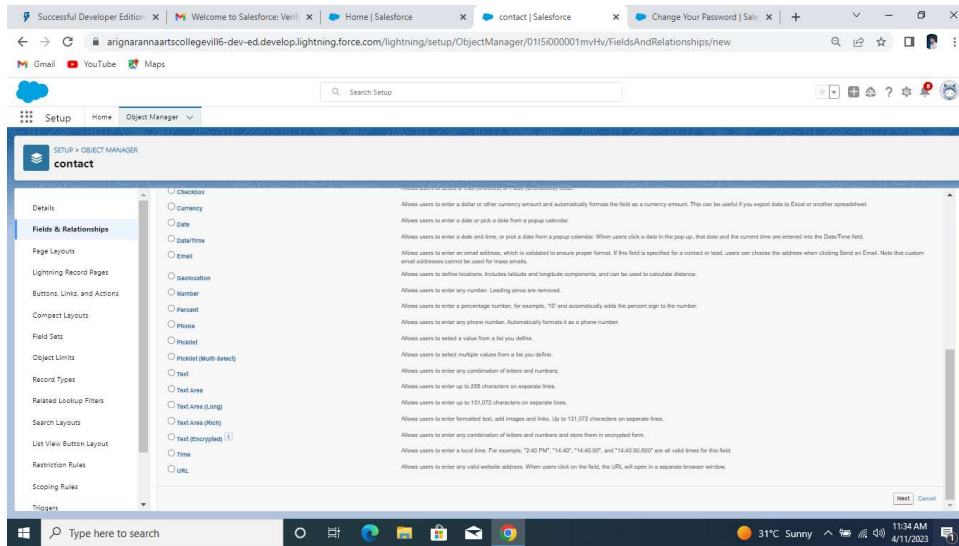 Successful Developer Edition
Welcome to Salesforce: Verif
Home | Salesforce
contact | Salesforce
Change Your Password | Sale
arignarannaartscollegevill6-dev-ed.develop.lightning.force.com/lightning/setup/ObjectManager/01I5i000001mvHv/FieldsAndRelationships/new
Gmail YouTube Maps
Search Setup
Setup Home Object Manager
SETUP > OBJECT MANAGER
contact
Details
Fields & Relationships
Page Layouts
Lightning Record Pages
Buttons, Links, and Actions
Compact Layouts
Field Sets
Object Limits
Record Types
Related Lookup Filters
Search Layouts
List View Button Layout
Restriction Rules
Scoping Rules
Triggers
Checkbox
Currency Allows users to enter a dollar or other currency amount and automatically formats the field as a currency amount. This can be useful if you export data to Excel or another spreadsheet.
Date Allows users to enter a date or pick a date from a popup calendar.
Date/Time Allows users to enter a date and time, or pick a date from a popup calendar. When users click a date in the pop-up, that date and the current time are entered into the Date/Time field.
Email Allows users to enter an email address, which is validated to ensure proper format. If this field is specified for a contact or lead, users can choose the address when clicking Send an Email. Note that custom
email addresses cannot be used for mass emails.
Geolocation Allows users to define locations. Includes latitude and longitude components, and can be used to calculate distance.
Number Allows users to enter any number. Leading zeros are removed.
Percent Allows users to enter a percentage number, for example, '10' and automatically adds the percent sign to the number.
Phone Allows users to enter any phone number. Automatically formats it as a phone number.
Picklist Allows users to select a value from a list you define.
Picklist (Multi-Select) Allows users to select multiple values from a list you define.
Text Allows users to enter any combination of letters and numbers.
Text Area Allows users to enter up to 255 characters on separate lines.
Text Area (Long) Allows users to enter up to 131,072 characters on separate lines.
Text Area (Rich) Allows users to enter formatted text, add images and links. Up to 131,072 characters on separate lines.
Text (Encrypted) i Allows users to enter any combination of letters and numbers and store them in encrypted form.
Time Allows users to enter a local time. For example, "2:40 PM", "14:40", "14:40:00", and "14:40:50.600" are all valid times for this field.
URL Allows users to enter any valid website address. When users click on the field, the URL will open in a separate browser window.
Next Cancel
Type here to search
31°C Sunny
11:34 AM
4/11/2023